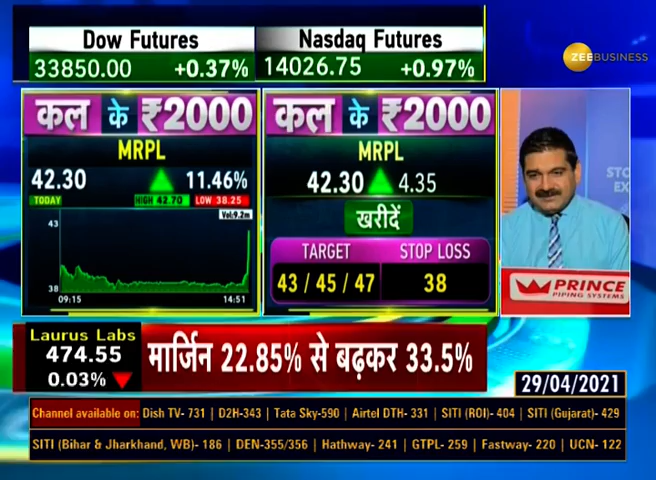 Dow Futures
33850.00 +0.37%
Nasdaq Futures
14026.75 +0.97%
ZEEBUSINESS
कल के ₹2000
MRPL
42.30 11.46%
TODAY HIGH 42.70 LOW 38.25
Vol:9.2m
43
38
09:15 14:51
कल के ₹2000
MRPL
42.30 4.35
खरीदें
TARGET STOP LOSS
43 / 45 / 47 38
STO
EX
PRINCE
PIPING SYSTEMS
Laurus Labs
474.55
0.03%
मार्जिन 22.85% से बढ़कर 33.5%
29/04/2021
Channel available on: Dish TV- 731 | D2H-343 | Tata Sky-590 | Airtel DTH- 331 | SITI (ROI)- 404 | SITI (Gujarat)- 429
SITI (Bihar & Jharkhand, WB)- 186 | DEN-355/356 | Hathway- 241 | GTPL- 259 | Fastway- 220 | UCN- 122